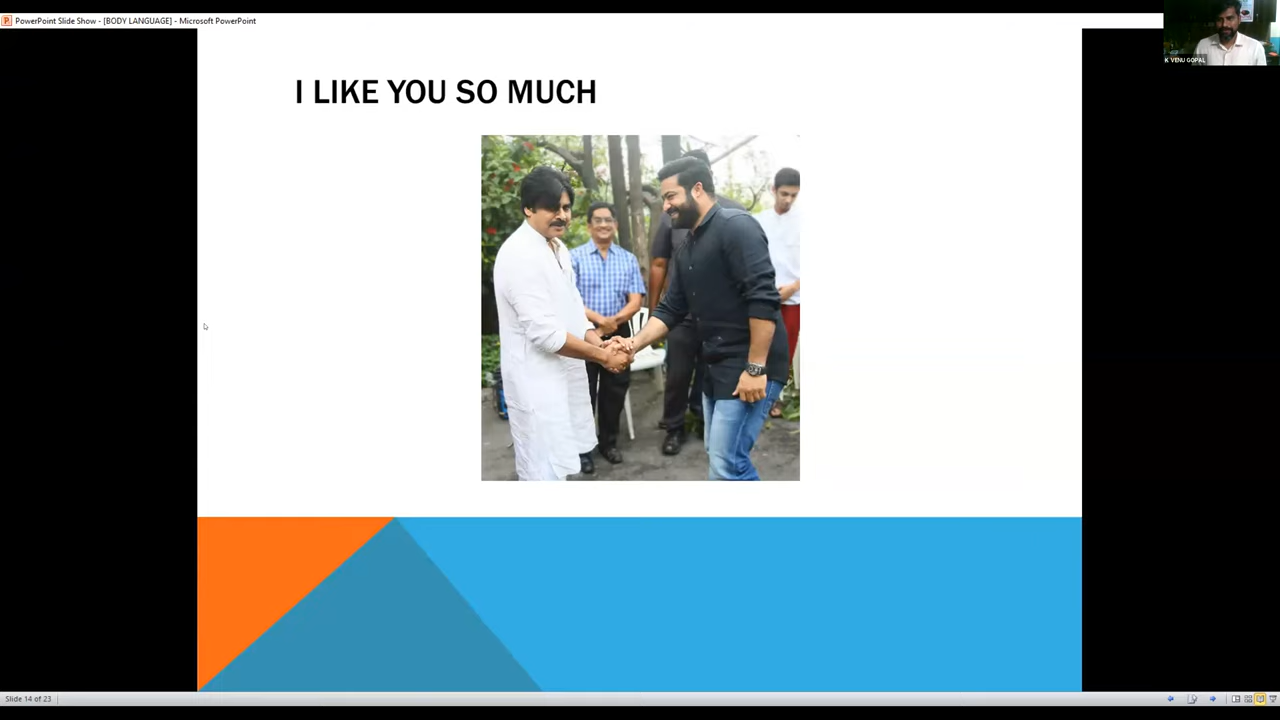 PowerPoint Slide Show - [BODY LANGUAGE] - Microsoft PowerPoint
K VENU GOPAL
I LIKE YOU SO MUCH
Slide 14 of 23